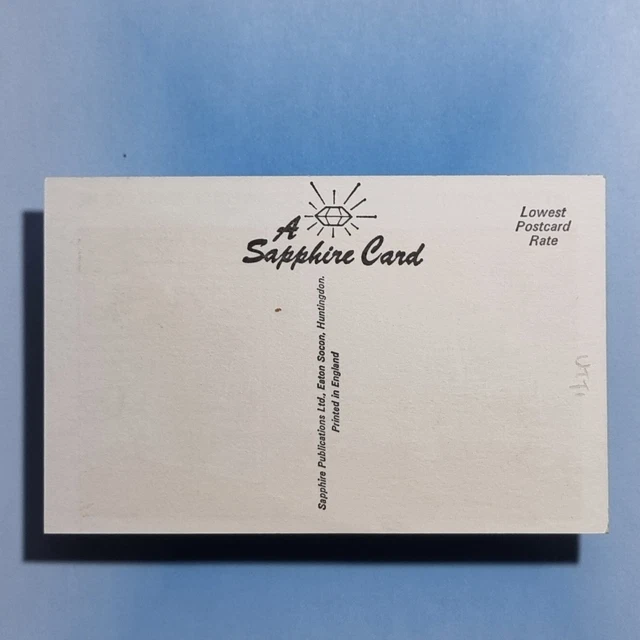 A
Sapphire Card
Lowest
Postcard
Rate
Sapphire Publications Ltd., Eaton Socon, Huntingdon.
Printed in England